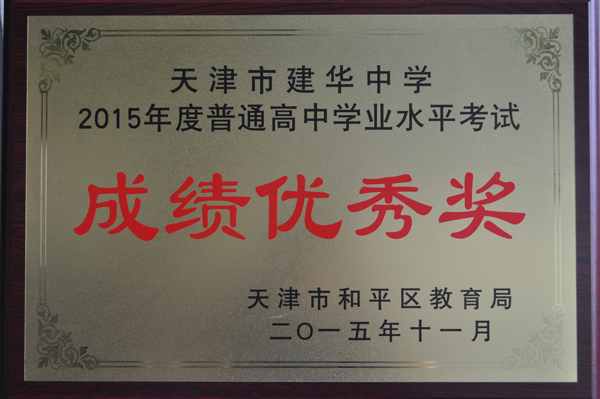 天津市建华中学
2015年度普通高中学业水平考试
成绩优秀奖
天津市和平区教育局
二〇一五年十一月